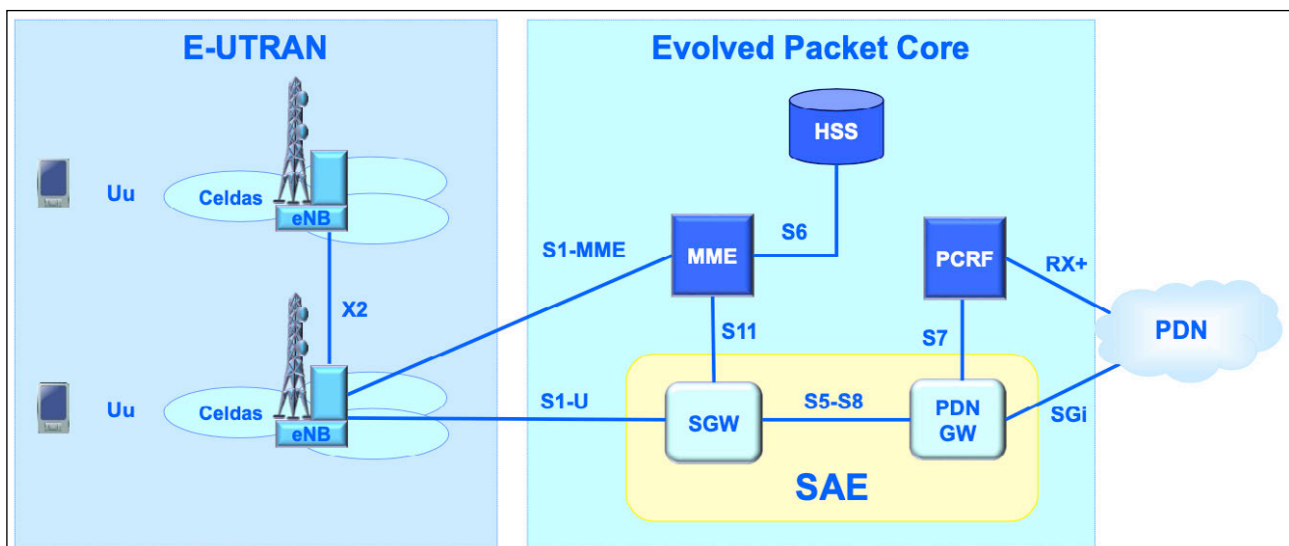 E-UTRAN
Evolved Packet Core
HSS
Uu
Celdas
eNB
S1-MME
MME
S6
PCRF
RX+
X2
S11
S7
PDN
Uu
Celdas
eNB
S1-U
SGW
S5-S8
PDN
GW
SGi
SAE